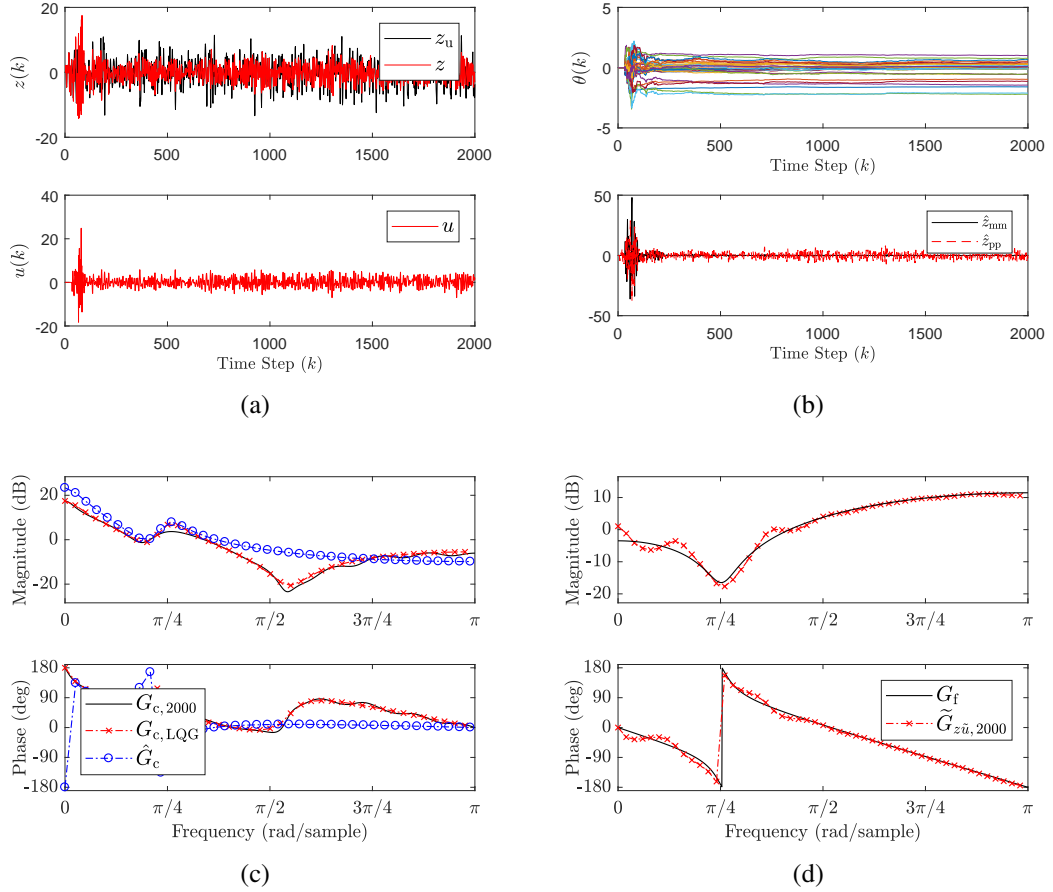 20
0
-20
z(k)
0 500 1000 1500 2000
z_u
z
40
20
0
-20
u(k)
0 500 1000 1500 2000
Time Step (k)
u
(a)
5
0
-5
θ(k)
0 500 1000 1500 2000
Time Step (k)
50
0
-50
0 500 1000 1500 2000
Time Step (k)
ẑ_mm
ẑ_pp
(b)
20
0
-20
Magnitude (dB)
0 π/4 π/2 3π/4 π
180
90
0
-90
-180
Phase (deg)
0 π/4 π/2 3π/4 π
Frequency (rad/sample)
G_c,2000
G_c,LQG
Ĝ_c
(c)
10
0
-10
-20
Magnitude (dB)
0 π/4 π/2 3π/4 π
180
90
0
-90
-180
Phase (deg)
0 π/4 π/2 3π/4 π
Frequency (rad/sample)
G_f
G̃_zũ,2000
(d)